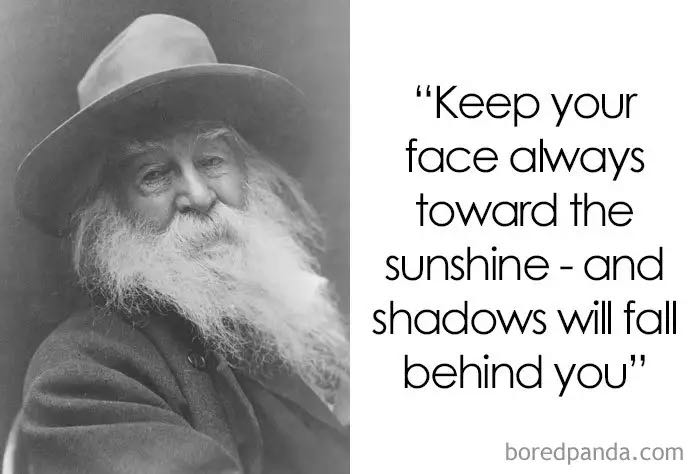 “Keep your
face always
toward the
sunshine - and
shadows will fall
behind you”
boredpanda.com